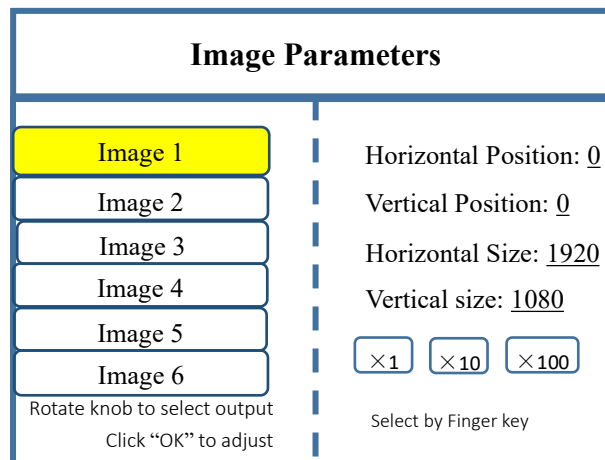 Image Parameters
Image 1
Image 2
Image 3
Image 4
Image 5
Image 6
Rotate knob to select output
Click “OK” to adjust
Horizontal Position: 0
Vertical Position: 0
Horizontal Size: 1920
Vertical size: 1080
×1 ×10 ×100
Select by Finger key